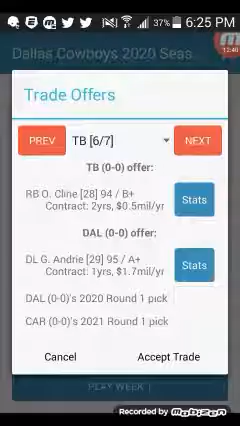 37% 6:25 PM
Dallas Cowboys 2020 Seas
12:40
Trade Offers
PREV TB [6/7] NEXT
TB (0-0) offer:
RB O. Cline [28] 94 / B+
Contract: 2yrs, $0.5mil/yr
Stats
DAL (0-0) offer:
DL G. Andrie [29] 95 / A+
Contract: 1yrs, $1.7mil/yr
Stats
DAL (0-0)'s 2020 Round 1 pick
CAR (0-0)'s 2021 Round 1 pick
Cancel Accept Trade
PLAY WEEK 1
Recorded by Mobizen